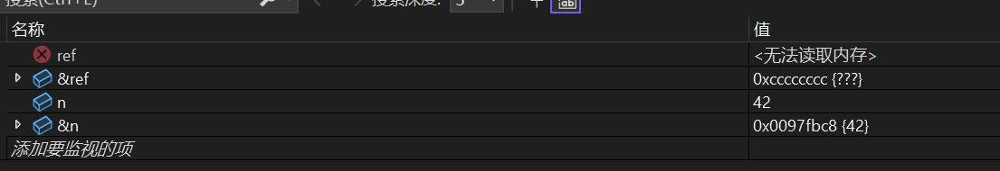 搜索(Ctrl+E) 搜索深度: 3
名称 值
ref <无法读取内存>
&ref 0xcccccccc {???}
n 42
&n 0x0097fbc8 {42}
添加要监视的项